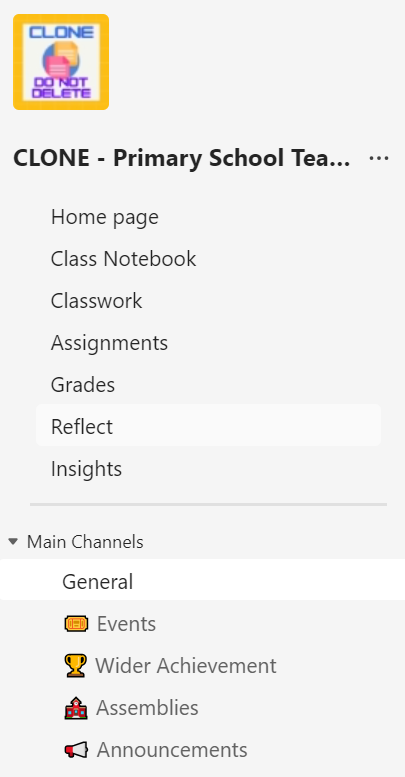 CLONE
DO NOT
DELETE
CLONE - Primary School Tea...
Home page
Class Notebook
Classwork
Assignments
Grades
Reflect
Insights
Main Channels
General
Events
Wider Achievement
Assemblies
Announcements